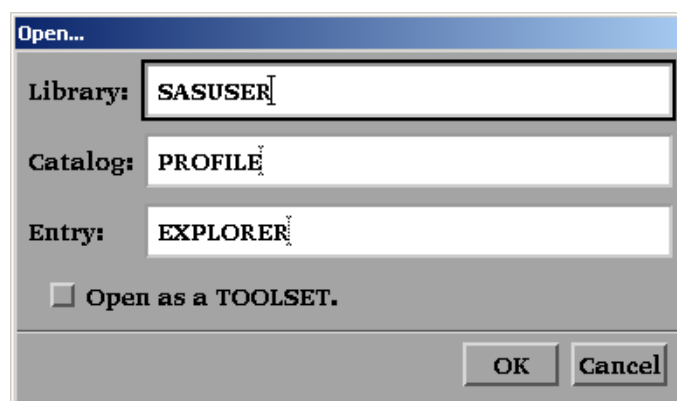 Open...
Library: SASUSER
Catalog: PROFILE
Entry: EXPLORER
Open as a TOOLSET.
OK Cancel